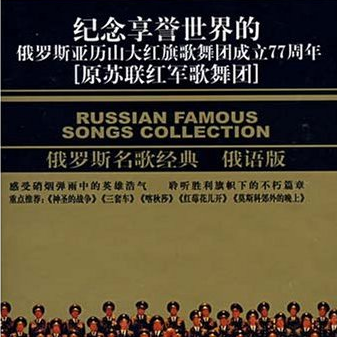 纪念享誉世界的
俄罗斯亚历山大红旗歌舞团成立77周年
[原苏联红军歌舞团]
RUSSIAN FAMOUS
SONGS COLLECTION
俄罗斯名歌经典 俄语版
感受硝烟弹雨中的英雄浩气 聆听胜利旗帜下的不朽篇章
重点推荐:《神圣的战争》《三套车》《喀秋莎》《红莓花儿开》《莫斯科郊外的晚上》